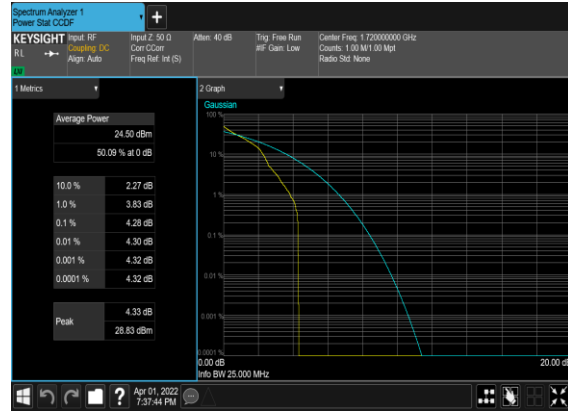 Spectrum Analyzer 1
Power Stat CCDF
KEYSIGHT
RL
Input: RF
Coupling: DC
Align: Auto
Input Z: 50 Ω
Corr CCorr
Freq Ref: Int (S)
Atten: 40 dB
Trig: Free Run
#IF Gain: Low
Center Freq: 1.720000000 GHz
Counts: 1.00 M/1.00 Mpt
Radio Std: None
1 Metrics
Average Power
24.50 dBm
50.09 % at 0 dB
10.0 % 2.27 dB
1.0 % 3.83 dB
0.1 % 4.28 dB
0.01 % 4.30 dB
0.001 % 4.32 dB
0.0001 % 4.32 dB
Peak
4.33 dB
28.83 dBm
2 Graph
Gaussian
100 %
10 %
1 %
0.1 %
0.01 %
0.001 %
0.0001 %
0.00 dB
20.00 dB
Info BW 25.000 MHz
?
Apr 01, 2022
7:37:44 PM